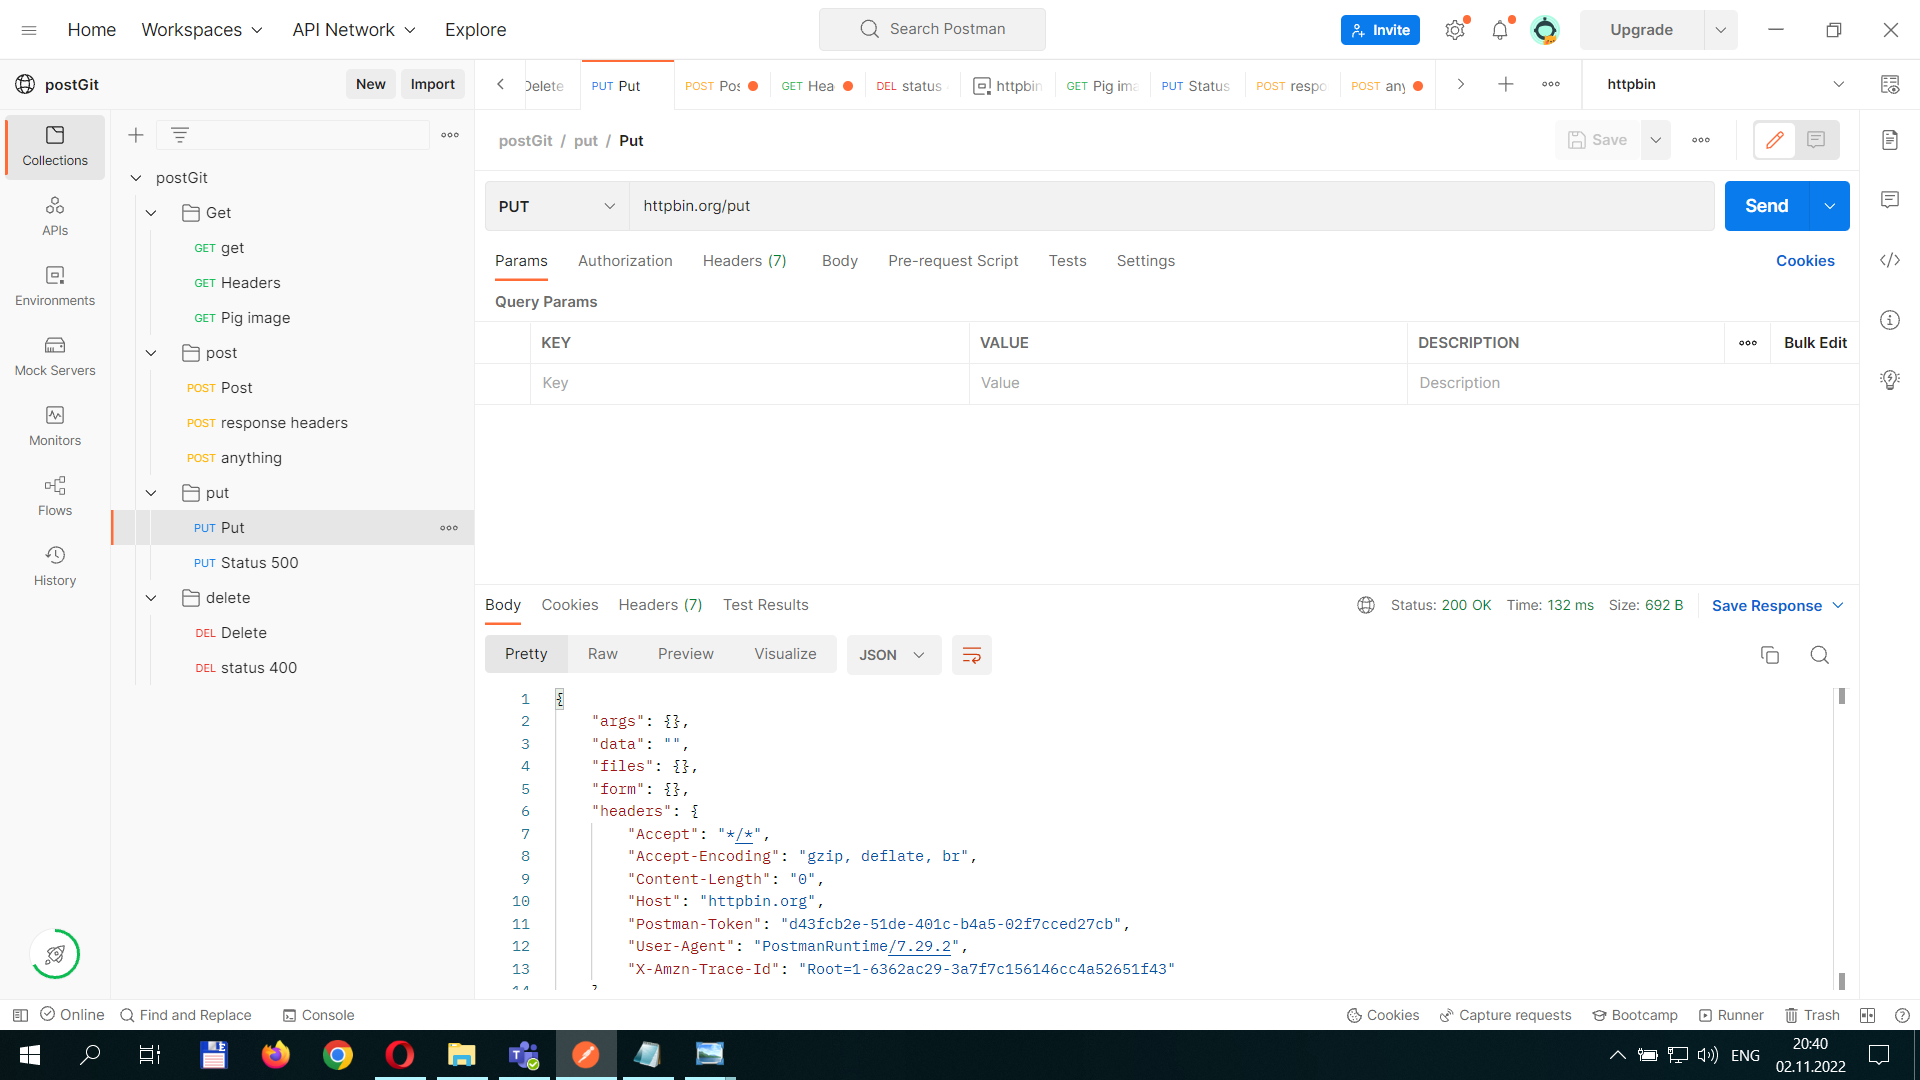 Home Workspaces API Network Explore Search Postman Invite Upgrade
postGit New Import
Delete PUT Put POST Pos GET Hea DEL status httpbin GET Pig ima PUT Status POST respo POST any httpbin
Collections
APIs
Environments
Mock Servers
Monitors
Flows
History
postGit
Get
GET get
GET Headers
GET Pig image
post
POST Post
POST response headers
POST anything
put
PUT Put
PUT Status 500
delete
DEL Delete
DEL status 400
postGit / put / Put Save
PUT httpbin.org/put Send
Params Authorization Headers (7) Body Pre-request Script Tests Settings Cookies
Query Params
KEY VALUE DESCRIPTION Bulk Edit
Key Value Description
Body Cookies Headers (7) Test Results Status: 200 OK Time: 132 ms Size: 692 B Save Response
Pretty Raw Preview Visualize JSON
1 {
2 "args": {},
3 "data": "",
4 "files": {},
5 "form": {},
6 "headers": {
7 "Accept": "*/*",
8 "Accept-Encoding": "gzip, deflate, br",
9 "Content-Length": "0",
10 "Host": "httpbin.org",
11 "Postman-Token": "d43fcb2e-51de-401c-b4a5-02f7cced27cb",
12 "User-Agent": "PostmanRuntime/7.29.2",
13 "X-Amzn-Trace-Id": "Root=1-6362ac29-3a7f7c156146cc4a52651f43"
Online Find and Replace Console Cookies Capture requests Bootcamp Runner Trash
ENG 20:40
02.11.2022